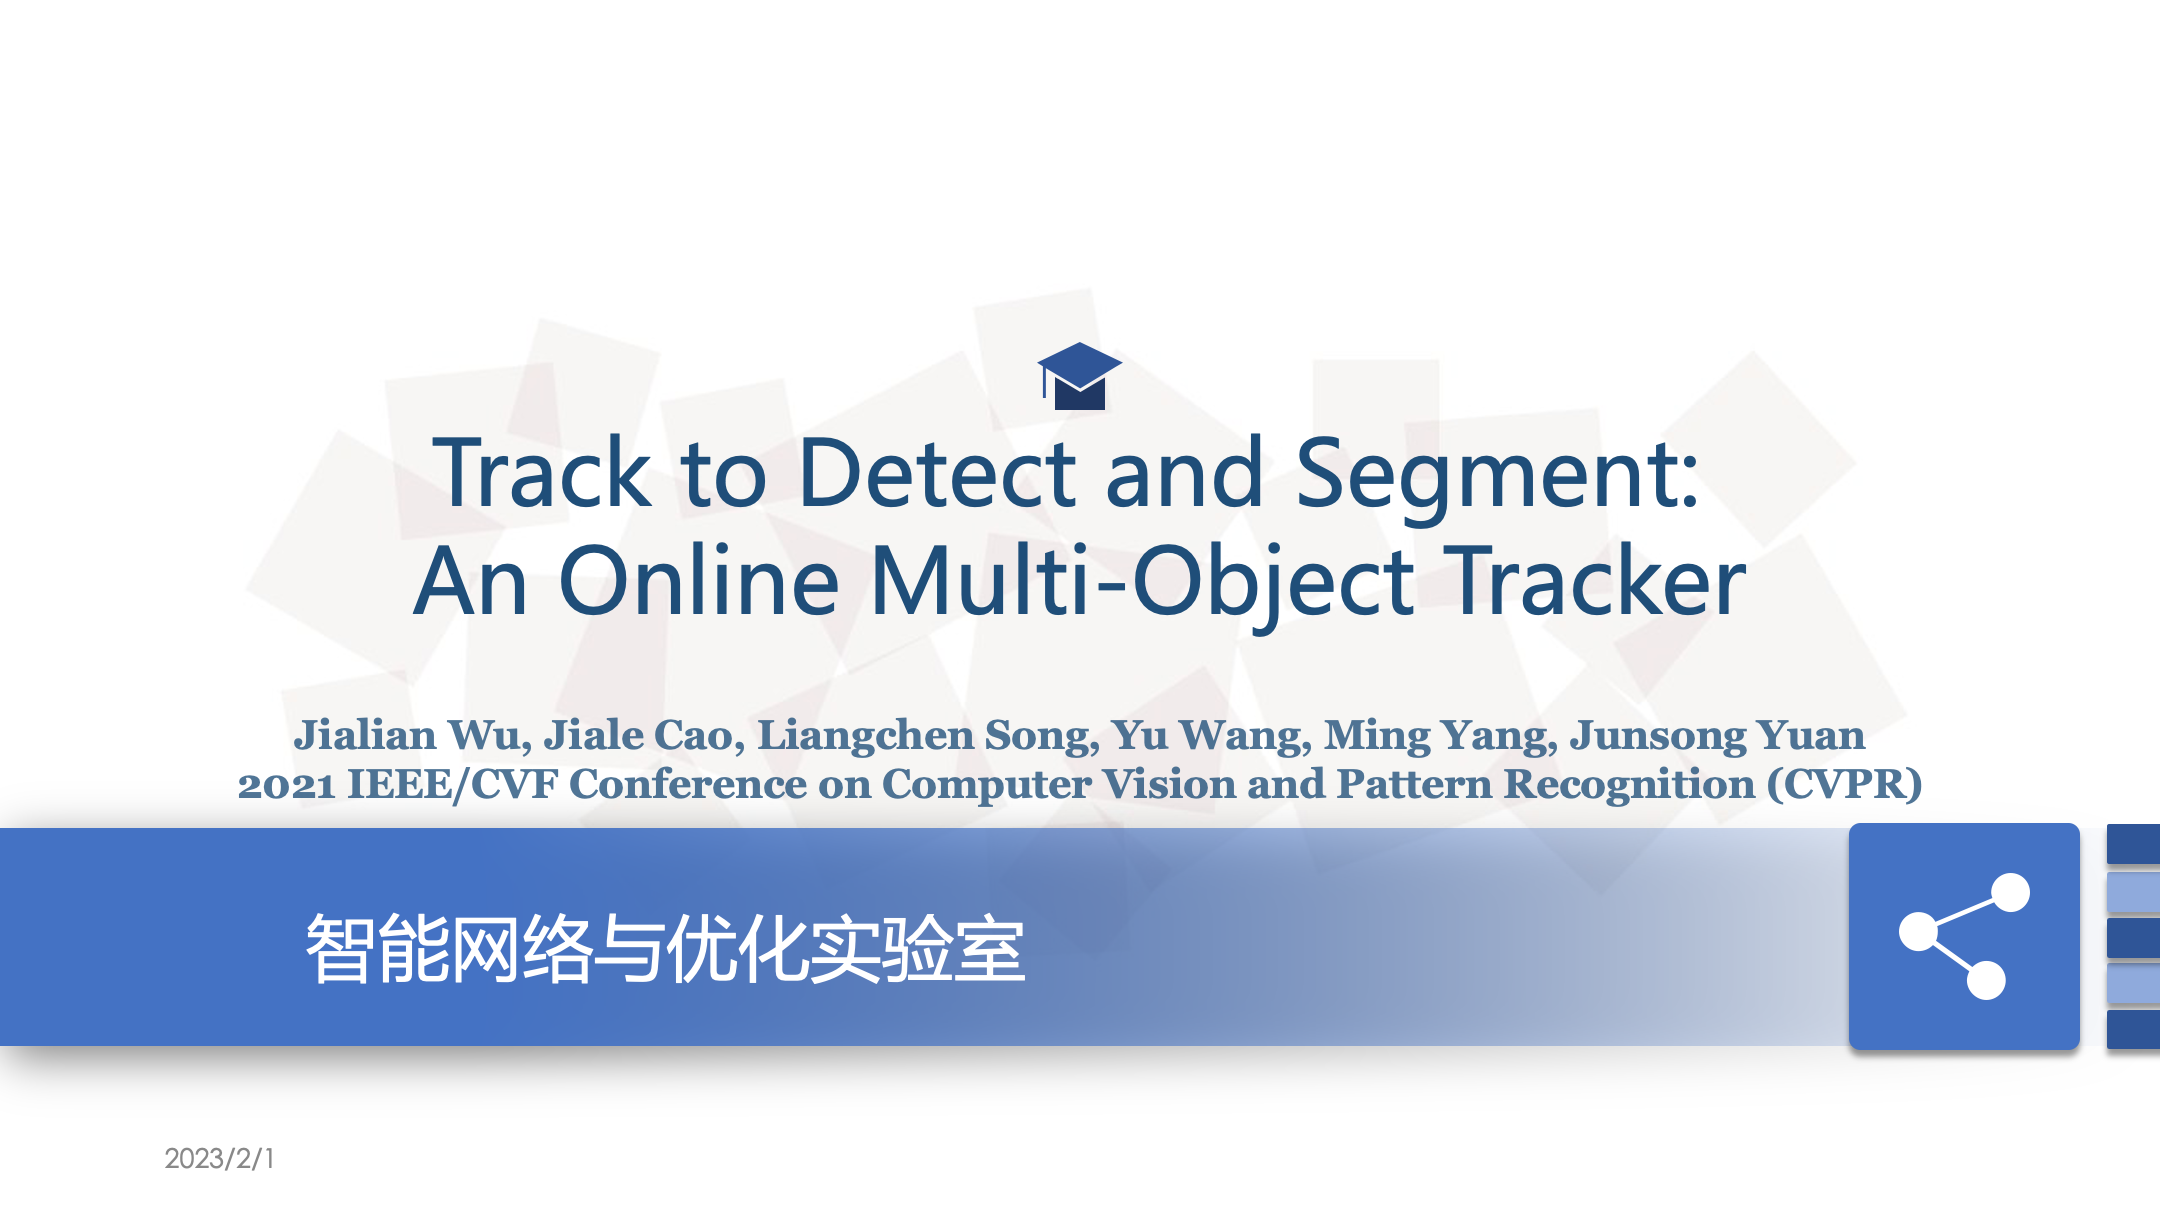 Track to Detect and Segment:
An Online Multi-Object Tracker
Jialian Wu, Jiale Cao, Liangchen Song, Yu Wang, Ming Yang, Junsong Yuan
2021 IEEE/CVF Conference on Computer Vision and Pattern Recognition (CVPR)
智能网络与优化实验室
2023/2/1